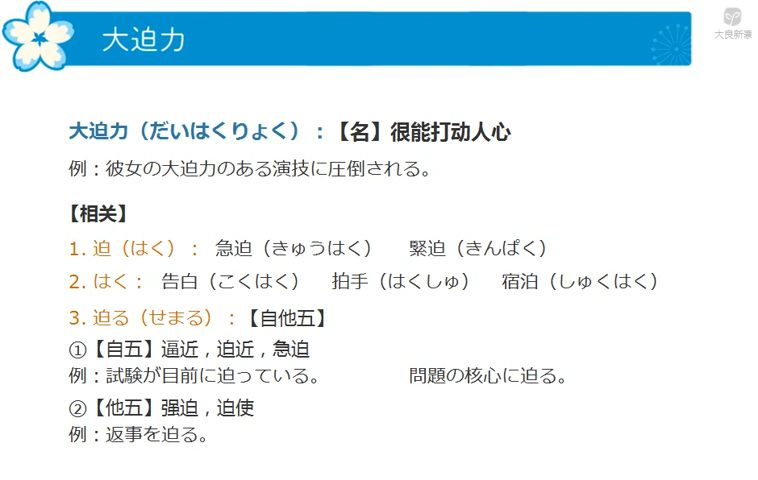 大迫力
大良新濠
大迫力（だいはくりょく）：【名】很能打动人心
例：彼女の大迫力のある演技に圧倒される。
【相关】
1. 迫（はく）： 急迫（きゅうはく） 緊迫（きんぱく）
2. はく： 告白（こくはく） 拍手（はくしゅ） 宿泊（しゅくはく）
3. 迫る（せまる）：【自他五】
①【自五】逼近，迫近，急迫
例：試験が目前に迫っている。 問題の核心に迫る。
②【他五】强迫，迫使
例：返事を迫る。